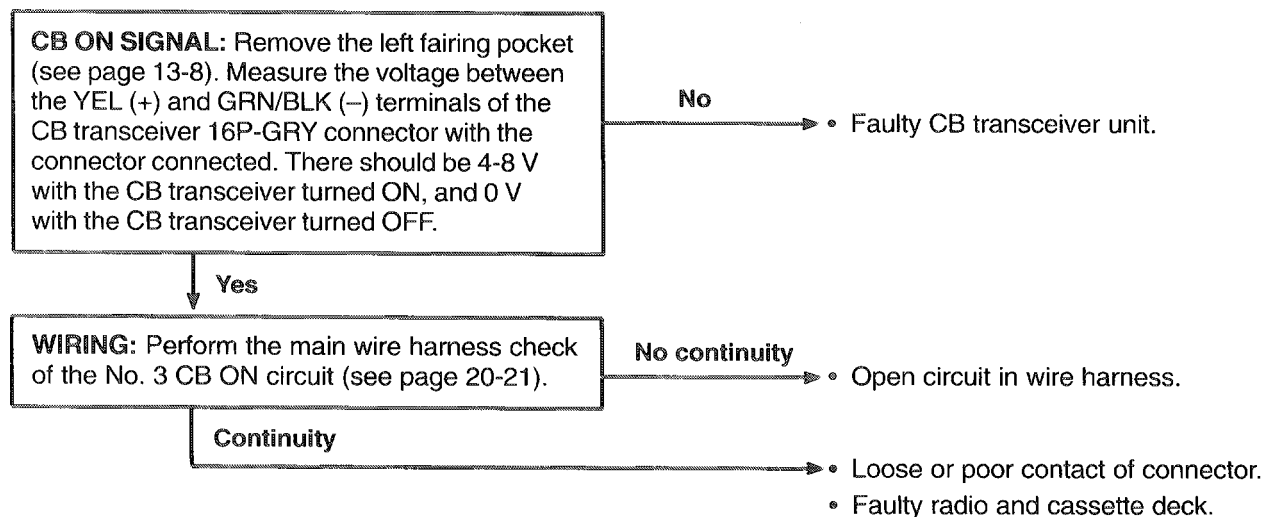 CB ON SIGNAL: Remove the left fairing pocket
(see page 13-8). Measure the voltage between
the YEL (+) and GRN/BLK (–) terminals of the
CB transceiver 16P-GRY connector with the
connector connected. There should be 4-8 V
with the CB transceiver turned ON, and 0 V
with the CB transceiver turned OFF.
No
• Faulty CB transceiver unit.
Yes
WIRING: Perform the main wire harness check
of the No. 3 CB ON circuit (see page 20-21).
No continuity
• Open circuit in wire harness.
Continuity
• Loose or poor contact of connector.
• Faulty radio and cassette deck.